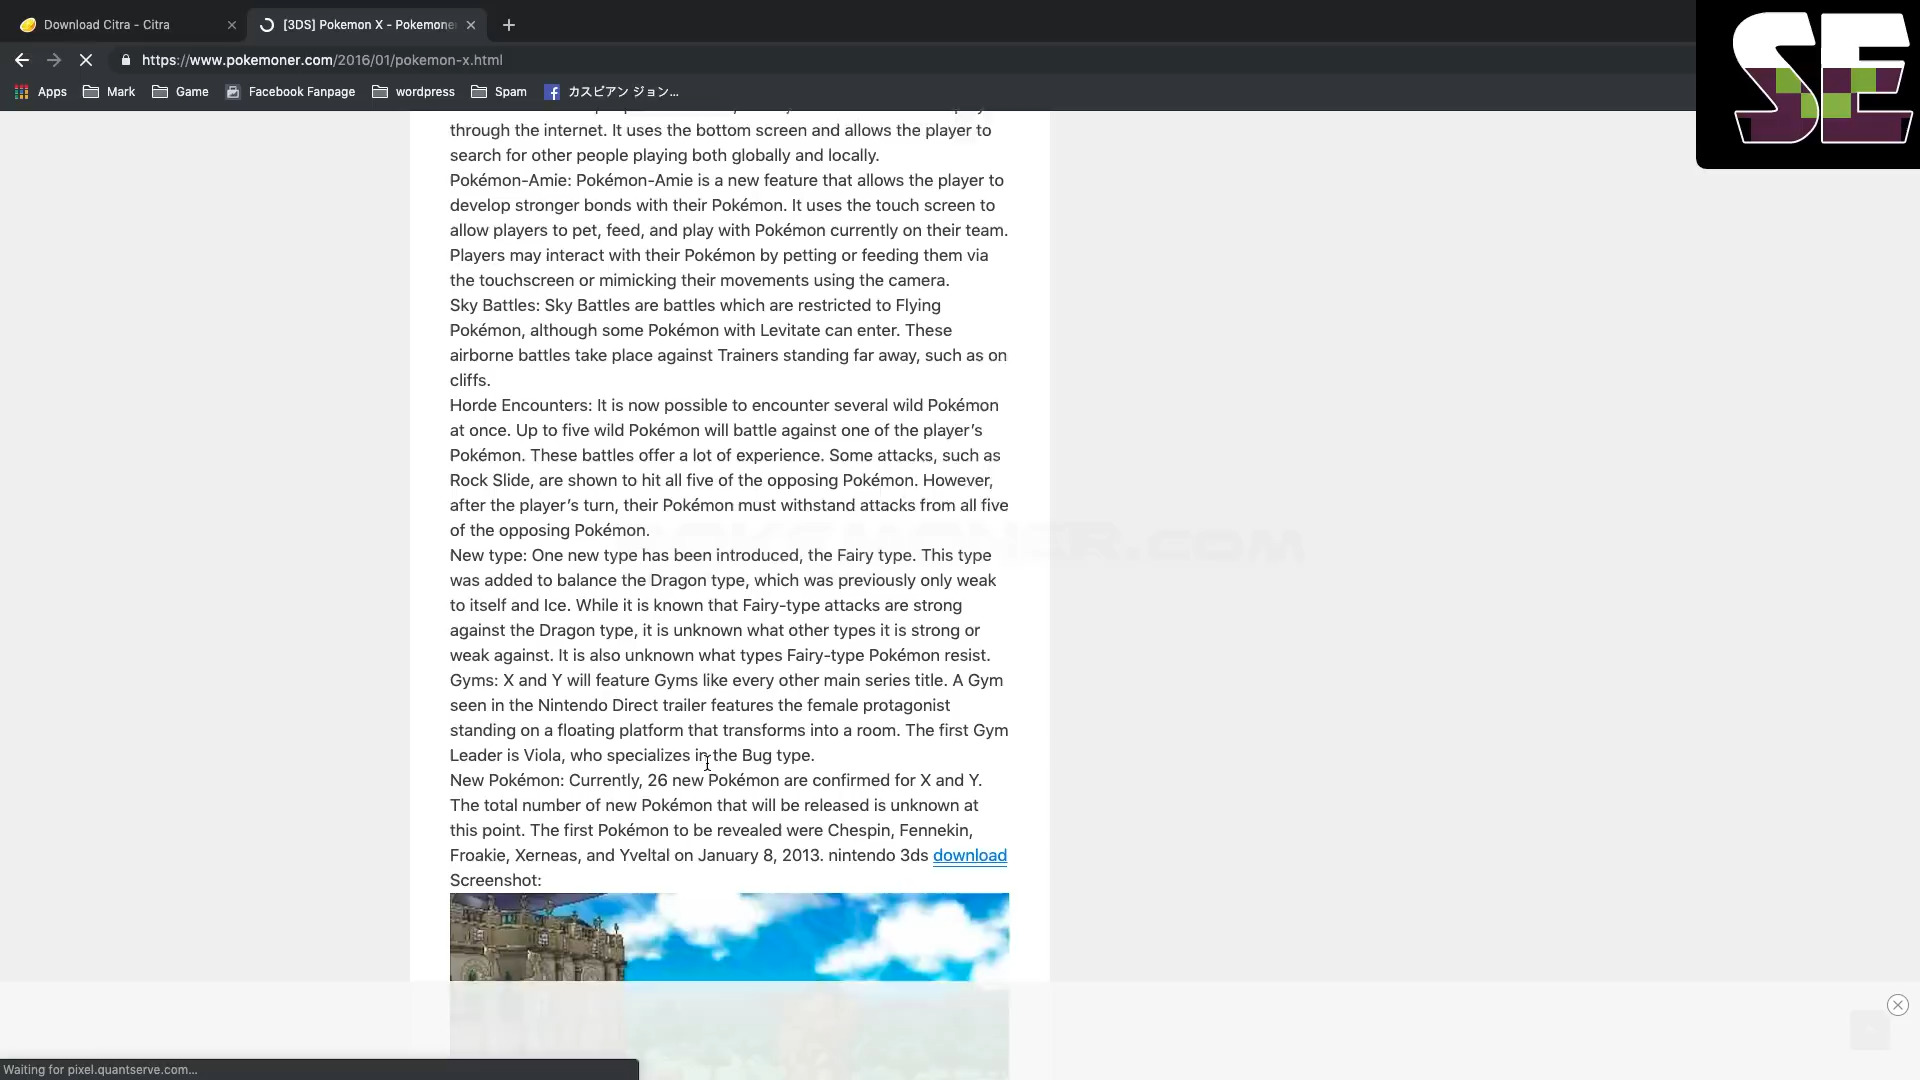 Download Citra - Citra
[3DS] Pokemon X - Pokemoner
https://www.pokemoner.com/2016/01/pokemon-x.html
Apps
Mark
Game
Facebook Fanpage
wordpress
Spam
カスビアン ジョン...
SE
through the internet. It uses the bottom screen and allows the player to
search for other people playing both globally and locally.
Pokémon-Amie: Pokémon-Amie is a new feature that allows the player to
develop stronger bonds with their Pokémon. It uses the touch screen to
allow players to pet, feed, and play with Pokémon currently on their team.
Players may interact with their Pokémon by petting or feeding them via
the touchscreen or mimicking their movements using the camera.
Sky Battles: Sky Battles are battles which are restricted to Flying
Pokémon, although some Pokémon with Levitate can enter. These
airborne battles take place against Trainers standing far away, such as on
cliffs.
Horde Encounters: It is now possible to encounter several wild Pokémon
at once. Up to five wild Pokémon will battle against one of the player’s
Pokémon. These battles offer a lot of experience. Some attacks, such as
Rock Slide, are shown to hit all five of the opposing Pokémon. However,
after the player’s turn, their Pokémon must withstand attacks from all five
of the opposing Pokémon.
POKEMONER.COM
New type: One new type has been introduced, the Fairy type. This type
was added to balance the Dragon type, which was previously only weak
to itself and Ice. While it is known that Fairy-type attacks are strong
against the Dragon type, it is unknown what other types it is strong or
weak against. It is also unknown what types Fairy-type Pokémon resist.
Gyms: X and Y will feature Gyms like every other main series title. A Gym
seen in the Nintendo Direct trailer features the female protagonist
standing on a floating platform that transforms into a room. The first Gym
Leader is Viola, who specializes in the Bug type.
New Pokémon: Currently, 26 new Pokémon are confirmed for X and Y.
The total number of new Pokémon that will be released is unknown at
this point. The first Pokémon to be revealed were Chespin, Fennekin,
Froakie, Xerneas, and Yveltal on January 8, 2013. nintendo 3ds download
Screenshot:
Waiting for pixel.quantserve.com...